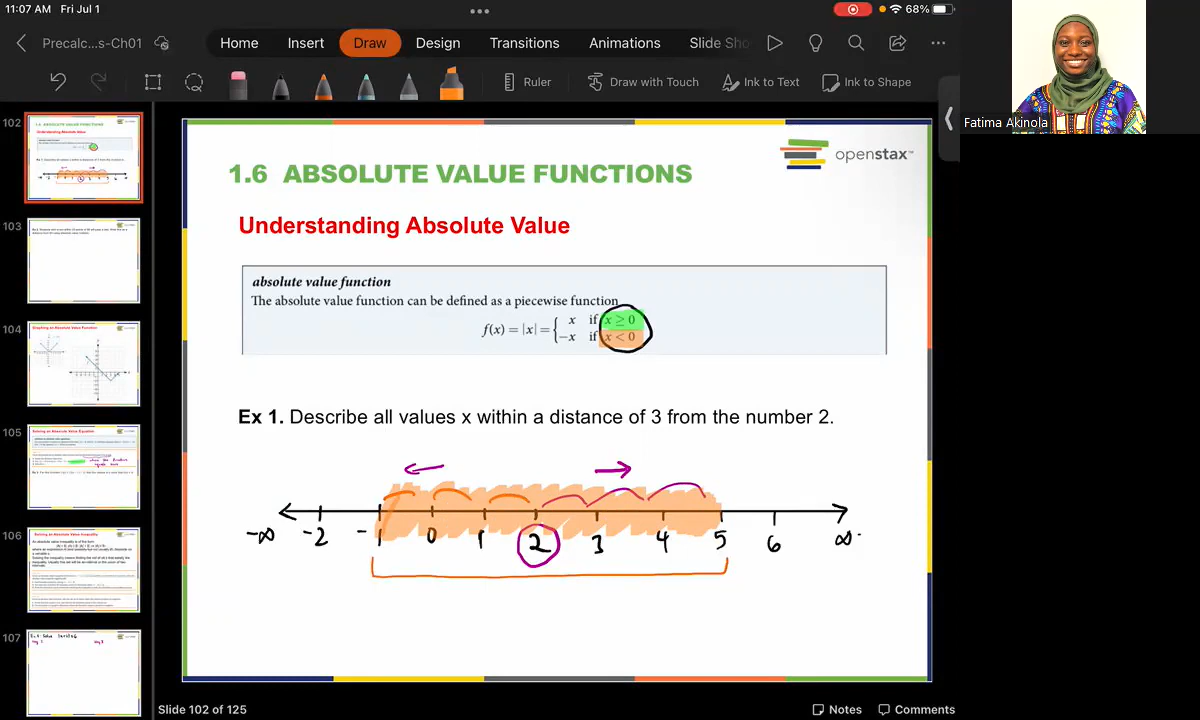 11:07 AM Fri Jul 1
68%
Precalc...s-Ch01
Home Insert Draw Design Transitions Animations Slide Sho
Ruler Draw with Touch Ink to Text Ink to Shape
Fatima Akinola
102
103
104
105
106
107
openstax™
1.6 ABSOLUTE VALUE FUNCTIONS
Understanding Absolute Value
absolute value function
The absolute value function can be defined as a piecewise function
f(x) = |x| = { x if x ≥ 0
−x if x < 0
Ex 1. Describe all values x within a distance of 3 from the number 2.
-∞ -2 -1 0 1 2 3 4 5 6 ∞
Slide 102 of 125
Notes Comments